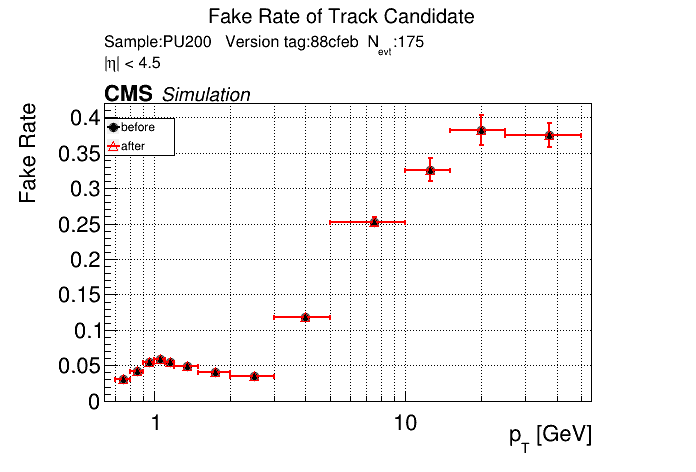 Fake Rate of Track Candidate
Sample:PU200 Version tag:88cfeb N_evt:175
|η| < 4.5
CMS Simulation
Fake Rate
before
after
0.4
0.35
0.3
0.25
0.2
0.15
0.1
0.05
0
1
10
p_T [GeV]